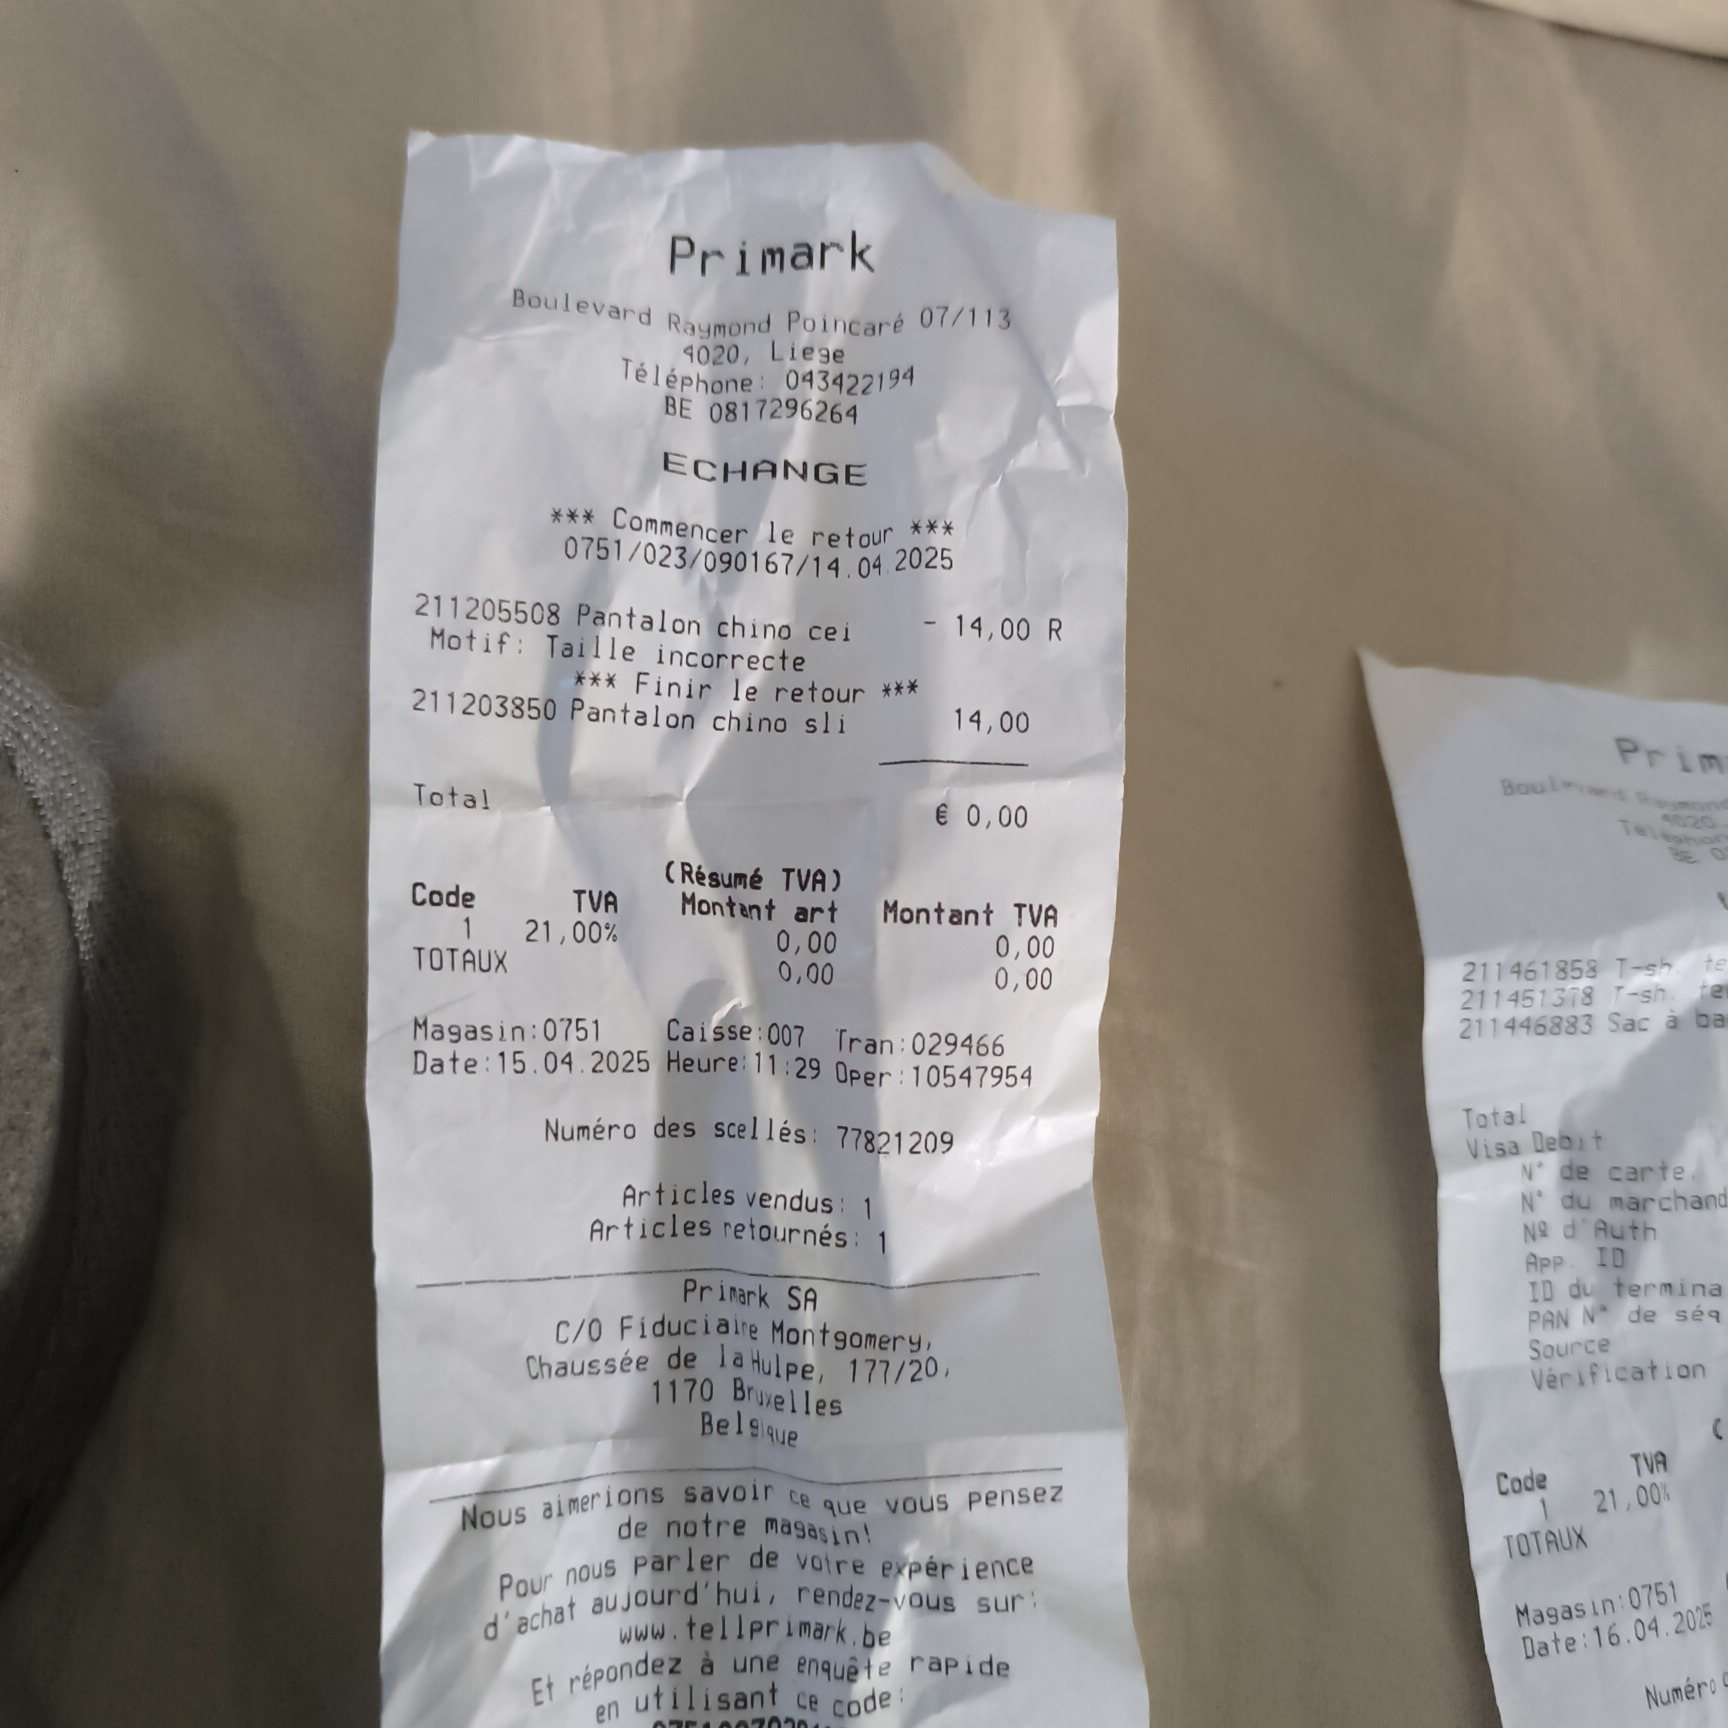 Primark
Boulevard Raymond Poincaré 07/113
4020, Liege
Téléphone: 043422194
BE 0817296264
ECHANGE
*** Commencer le retour ***
0751/023/090167/14.04.2025
211205508 Pantalon chino cei - 14,00 R
Motif: Taille incorrecte
*** Finir le retour ***
211203850 Pantalon chino sli 14,00
Total € 0,00
(Résumé TVA)
Code TVA Montant art Montant TVA
1 21,00% 0,00 0,00
TOTAUX 0,00 0,00
Magasin:0751 Caisse:007 Tran:029466
Date:15.04.2025 Heure:11:29 Oper:10547954
Numéro des scellés: 77821209
Articles vendus: 1
Articles retournés: 1
Primark SA
C/O Fiduciaire Montgomery,
Chaussée de la Hulpe, 177/20,
1170 Bruxelles
Belgique
Nous aimerions savoir ce que vous pensez
de notre magasin!
Pour nous parler de votre expérience
d'achat aujourd'hui, rendez-vous sur:
www.tellprimark.be
Et répondez à une enquête rapide
en utilisant ce code:
Prim
Boulevard Raymond
4020,
BE
211461858 T-sh. te
211451378 T-sh. te
211446883 Sac à ba
Total
Visa Debit
N° de carte.
N° du marchand
Nº d'Auth
App. ID
ID du termina
PAN N° de séq
Source
Vérification
(
Code TVA
1 21,00%
TOTAUX
Magasin:0751
Date:16.04.2025
Numéro